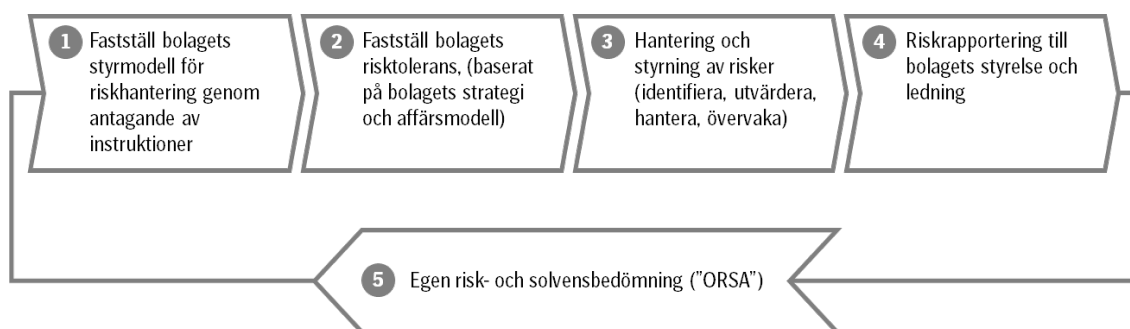 1 Fastställ bolagets
styrmodell för
riskhantering genom
antagande av
instruktioner
2 Fastställ bolagets
risktolerans, (baserat
på bolagets strategi
och affärsmodell)
3 Hantering och
styrning av risker
(identifiera, utvärdera,
hantera, övervaka)
4 Riskrapportering till
bolagets styrelse och
ledning
5 Egen risk- och solvensbedömning ("ORSA")